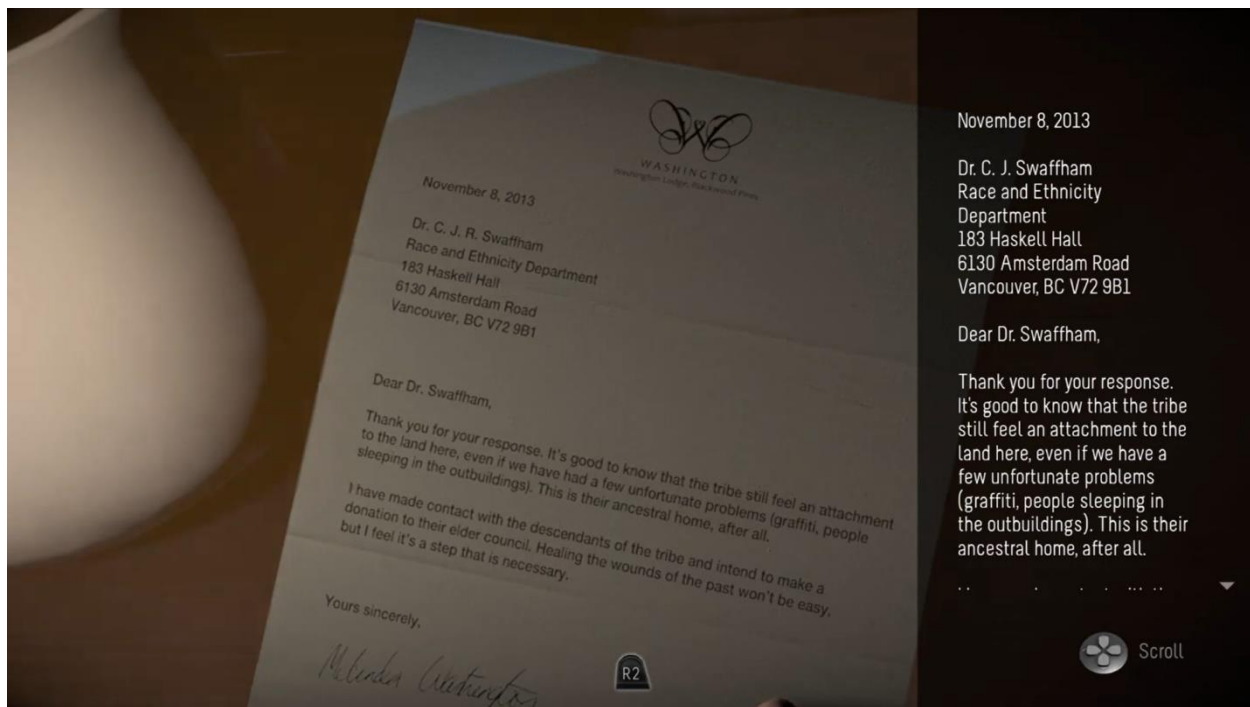 WASHINGTON
Washington Lodge, Blackwood Pines
November 8, 2013
Dr. C. J. R. Swaffham
Race and Ethnicity Department
183 Haskell Hall
6130 Amsterdam Road
Vancouver, BC V72 9B1
Dear Dr. Swaffham,
Thank you for your response. It's good to know that the tribe still feel an attachment
to the land here, even if we have had a few unfortunate problems (graffiti, people
sleeping in the outbuildings). This is their ancestral home, after all.
I have made contact with the descendants of the tribe and intend to make a
donation to their elder council. Healing the wounds of the past won't be easy,
but I feel it's a step that is necessary.
Yours sincerely,
Melinda Washington
R2
November 8, 2013
Dr. C. J. Swaffham
Race and Ethnicity
Department
183 Haskell Hall
6130 Amsterdam Road
Vancouver, BC V72 9B1
Dear Dr. Swaffham,
Thank you for your response.
It's good to know that the tribe
still feel an attachment to the
land here, even if we have a
few unfortunate problems
(graffiti, people sleeping in
the outbuildings). This is their
ancestral home, after all.
Scroll